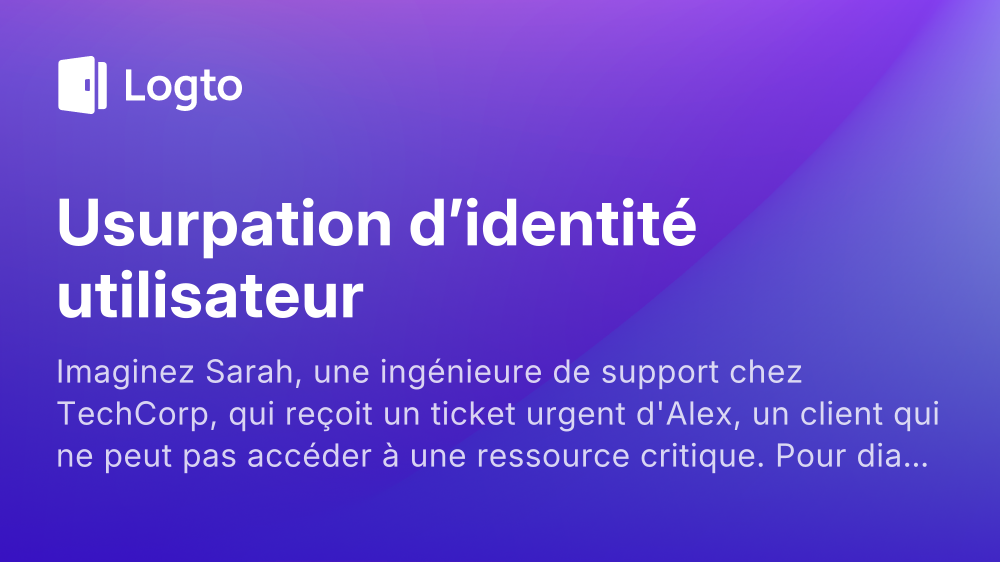 Logto
Usurpation d’identité
utilisateur
Imaginez Sarah, une ingénieure de support chez
TechCorp, qui reçoit un ticket urgent d'Alex, un client qui
ne peut pas accéder à une ressource critique. Pour dia...